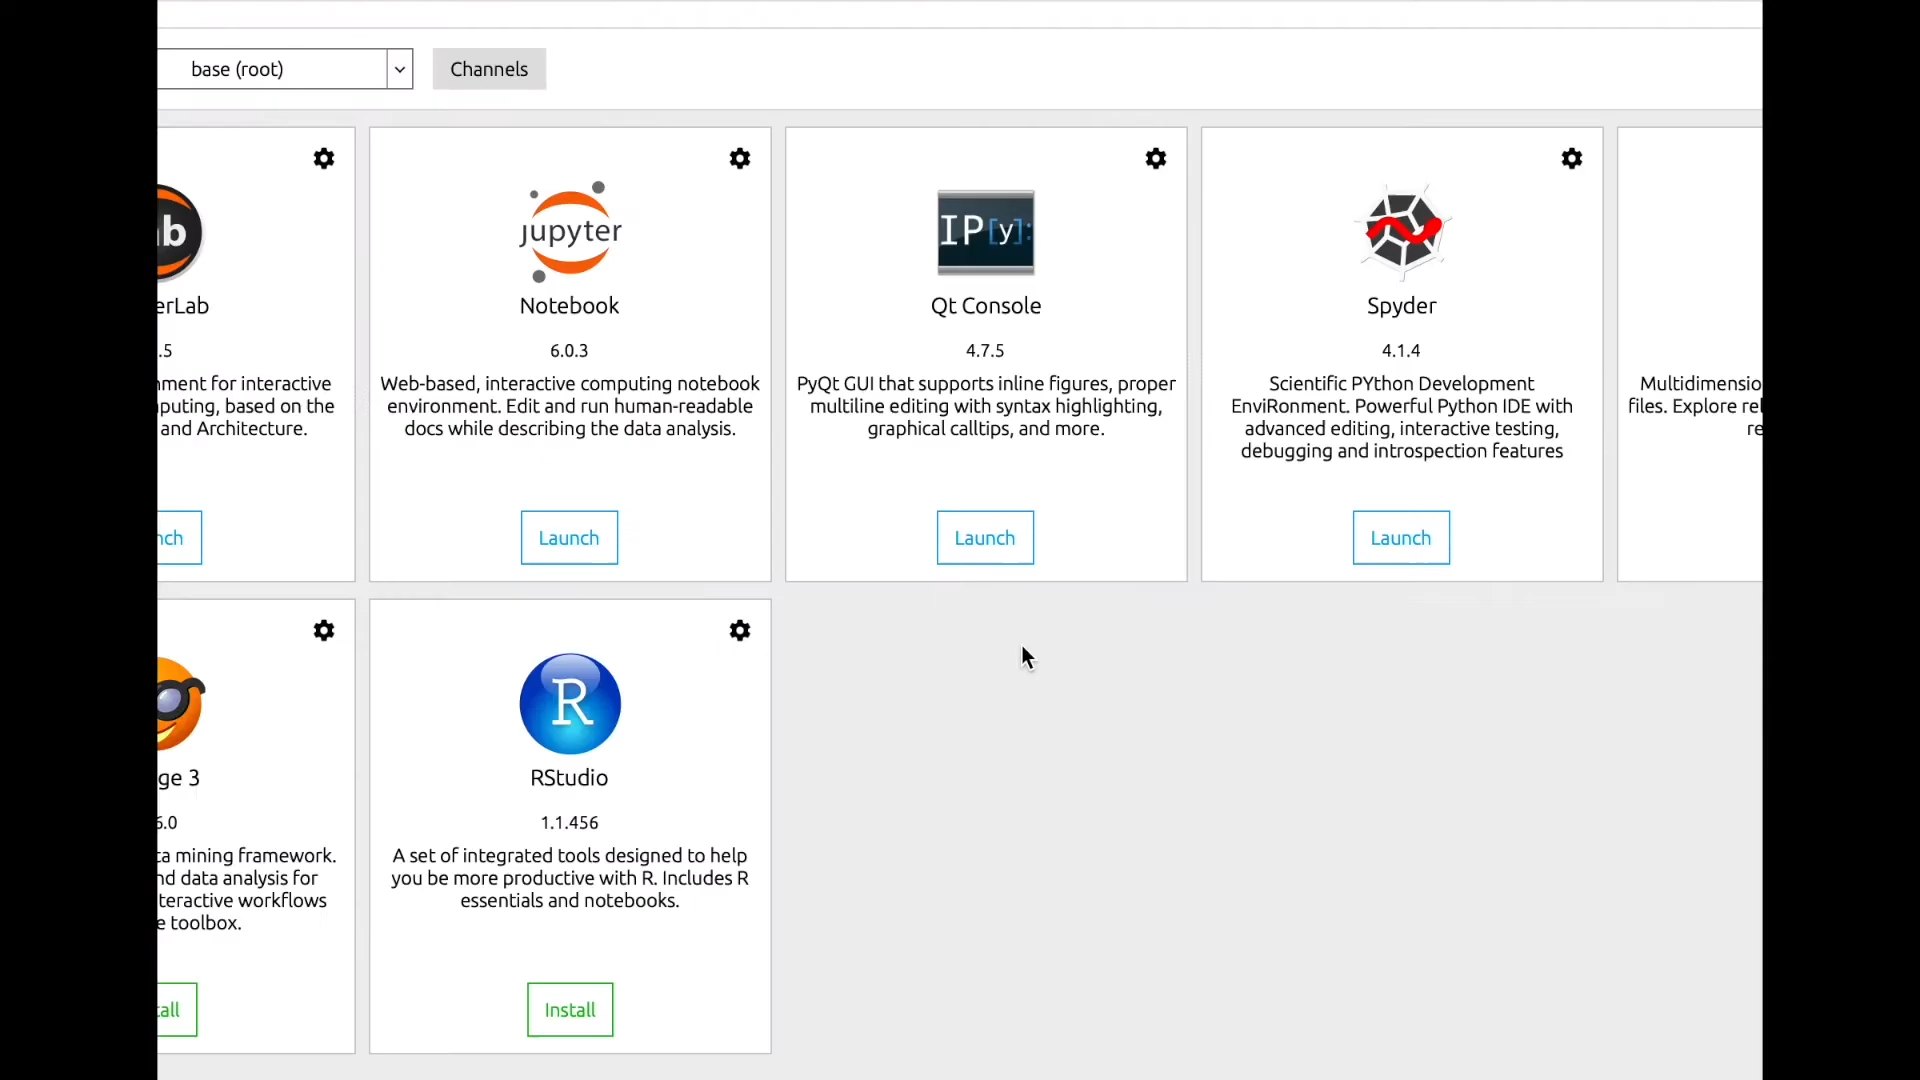 base (root)
Channels
b
jupyter
IP[y]:
erLab
Notebook
Qt Console
Spyder
.5
6.0.3
4.7.5
4.1.4
nment for interactive
puting, based on the
and Architecture.
Web-based, interactive computing notebook
environment. Edit and run human-readable
docs while describing the data analysis.
PyQt GUI that supports inline figures, proper
multiline editing with syntax highlighting,
graphical calltips, and more.
Scientific PYthon Development
EnviRonment. Powerful Python IDE with
advanced editing, interactive testing,
debugging and introspection features
Multidimensio
files. Explore rel
re
nch
Launch
Launch
Launch
R
ge 3
RStudio
6.0
1.1.456
ta mining framework.
nd data analysis for
teractive workflows
e toolbox.
A set of integrated tools designed to help
you be more productive with R. Includes R
essentials and notebooks.
tall
Install